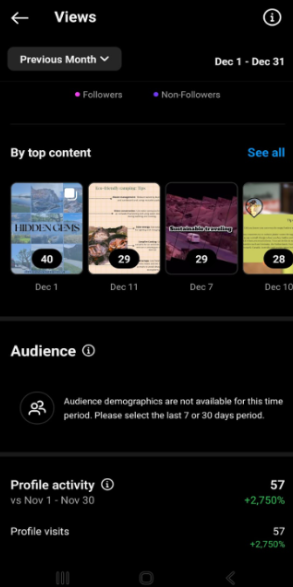 Views
Previous Month
Dec 1 - Dec 31
Followers
Non-Followers
By top content
See all
HIDDEN GEMS
Sustainable traveling
40
29
29
28
Dec 1
Dec 11
Dec 7
Dec 10
Audience
Audience demographics are not available for this time
period. Please select the last 7 or 30 days period.
Profile activity
57
vs Nov 1 - Nov 30
+2,750%
Profile visits
57
+2,750%